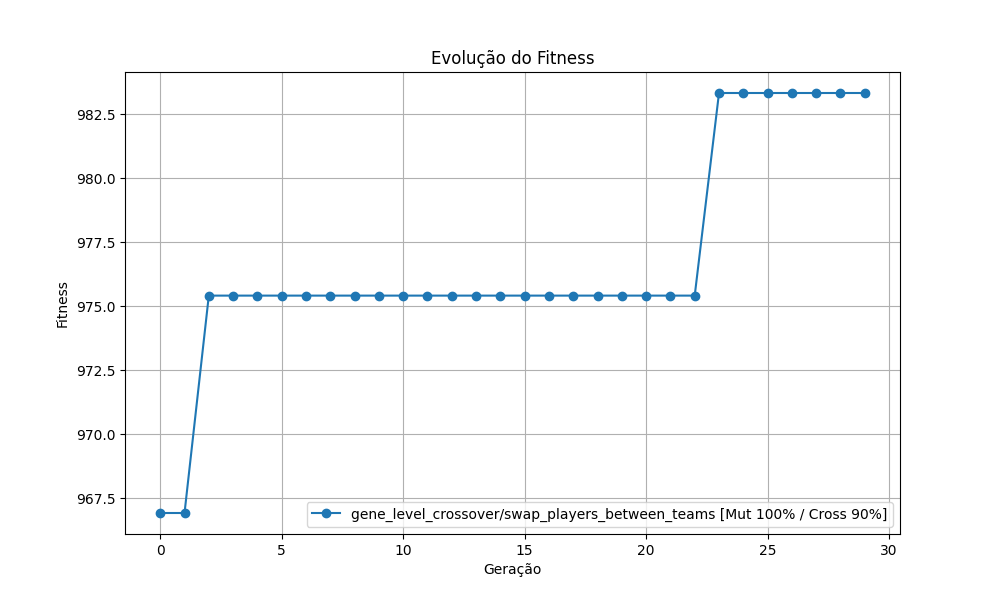 Evolução do Fitness
Fitness
982.5
980.0
977.5
975.0
972.5
970.0
967.5
gene_level_crossover/swap_players_between_teams [Mut 100% / Cross 90%]
0 5 10 15 20 25 30
Geração